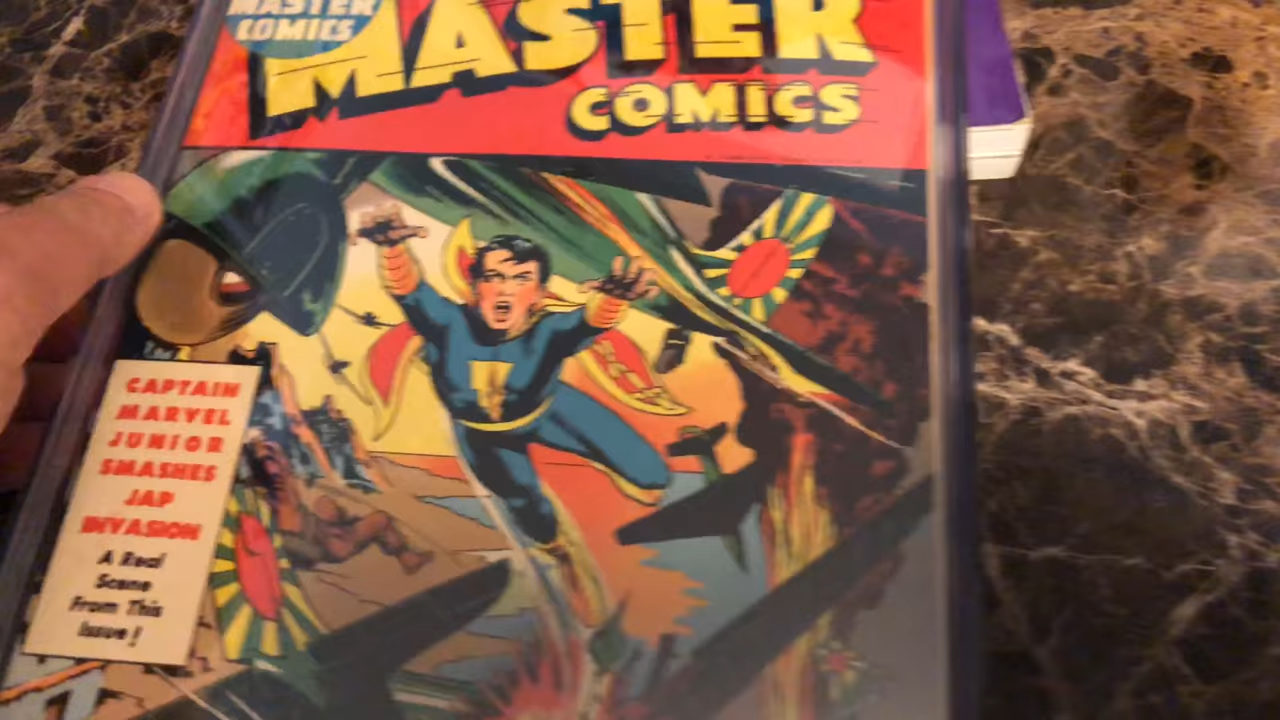 MASTER
COMICS
MASTER
COMICS
CAPTAIN
MARVEL
JUNIOR
SMASHES
JAP
INVASION
A Real
Scene
From This
Issue!